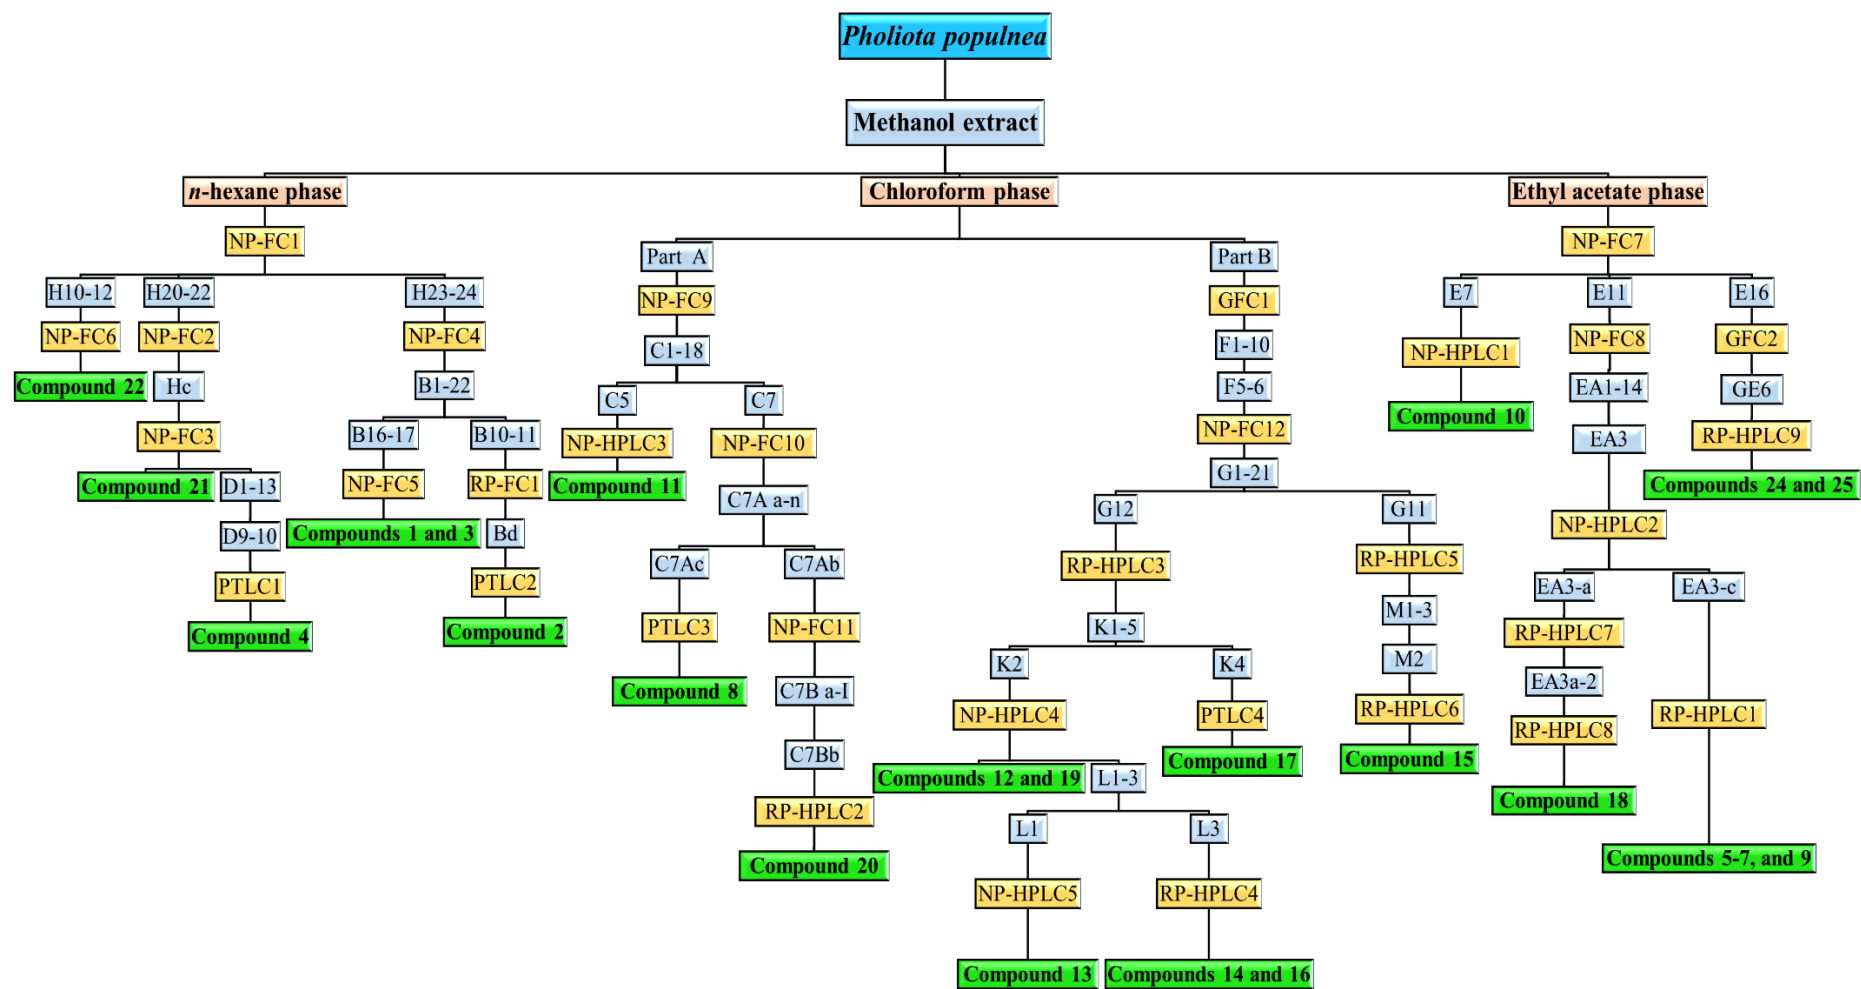 Pholiota populnea
Methanol extract
n-hexane phase
Chloroform phase
Ethyl acetate phase
NP-FC1
H10-12
H20-22
H23-24
NP-FC6
NP-FC2
NP-FC4
Compound 22
Hc
B1-22
NP-FC3
B16-17
B10-11
Compound 21
D1-13
NP-FC5
RP-FC1
D9-10
Compounds 1 and 3
Bd
PTLC1
PTLC2
Compound 4
Compound 2
Part A
Part B
NP-FC9
GFC1
C1-18
F1-10
C5
C7
F5-6
NP-HPLC3
NP-FC10
NP-FC12
Compound 11
C7A a-n
G1-21
C7Ac
C7Ab
G12
G11
PTLC3
NP-FC11
RP-HPLC3
RP-HPLC5
Compound 8
C7B a-I
K1-5
M1-3
C7Bb
K2
K4
M2
RP-HPLC2
NP-HPLC4
PTLC4
RP-HPLC6
Compound 20
Compounds 12 and 19
L1-3
Compound 17
Compound 15
L1
L3
NP-HPLC5
RP-HPLC4
Compound 13
Compounds 14 and 16
NP-FC7
E7
E11
E16
NP-HPLC1
NP-FC8
GFC2
Compound 10
EA1-14
GE6
EA3
RP-HPLC9
Compounds 24 and 25
NP-HPLC2
EA3-a
EA3-c
RP-HPLC7
EA3a-2
RP-HPLC8
RP-HPLC1
Compound 18
Compounds 5-7, and 9